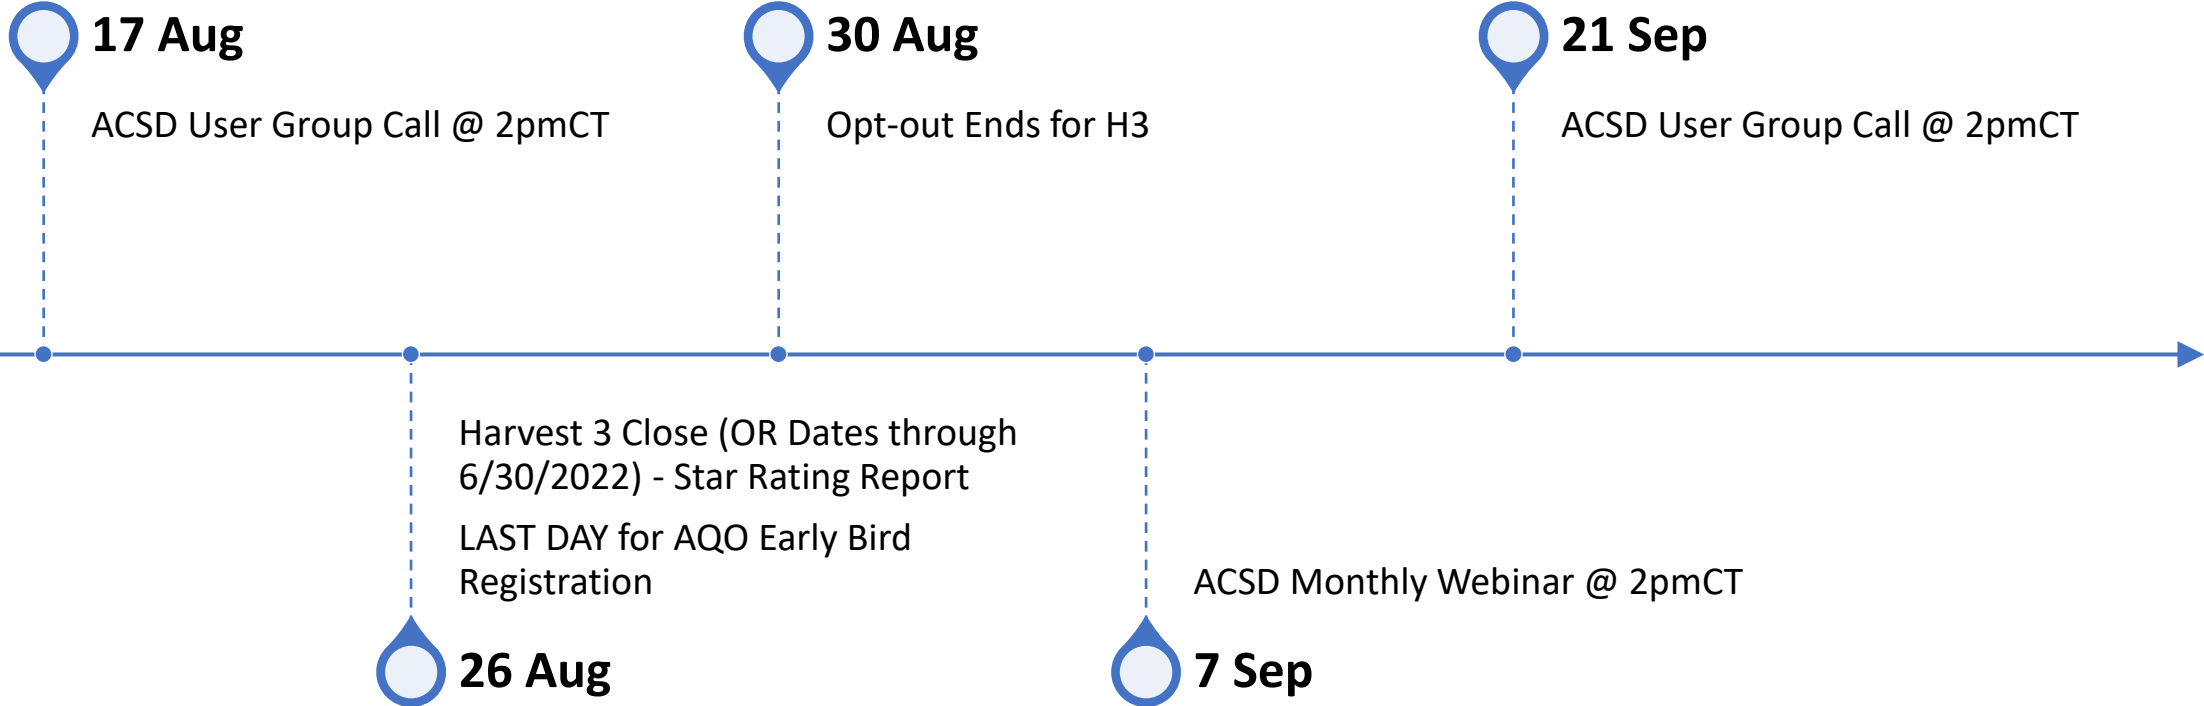 17 Aug
ACSD User Group Call @ 2pmCT
30 Aug
Opt-out Ends for H3
21 Sep
ACSD User Group Call @ 2pmCT
Harvest 3 Close (OR Dates through
6/30/2022) - Star Rating Report
LAST DAY for AQO Early Bird
Registration
26 Aug
ACSD Monthly Webinar @ 2pmCT
7 Sep